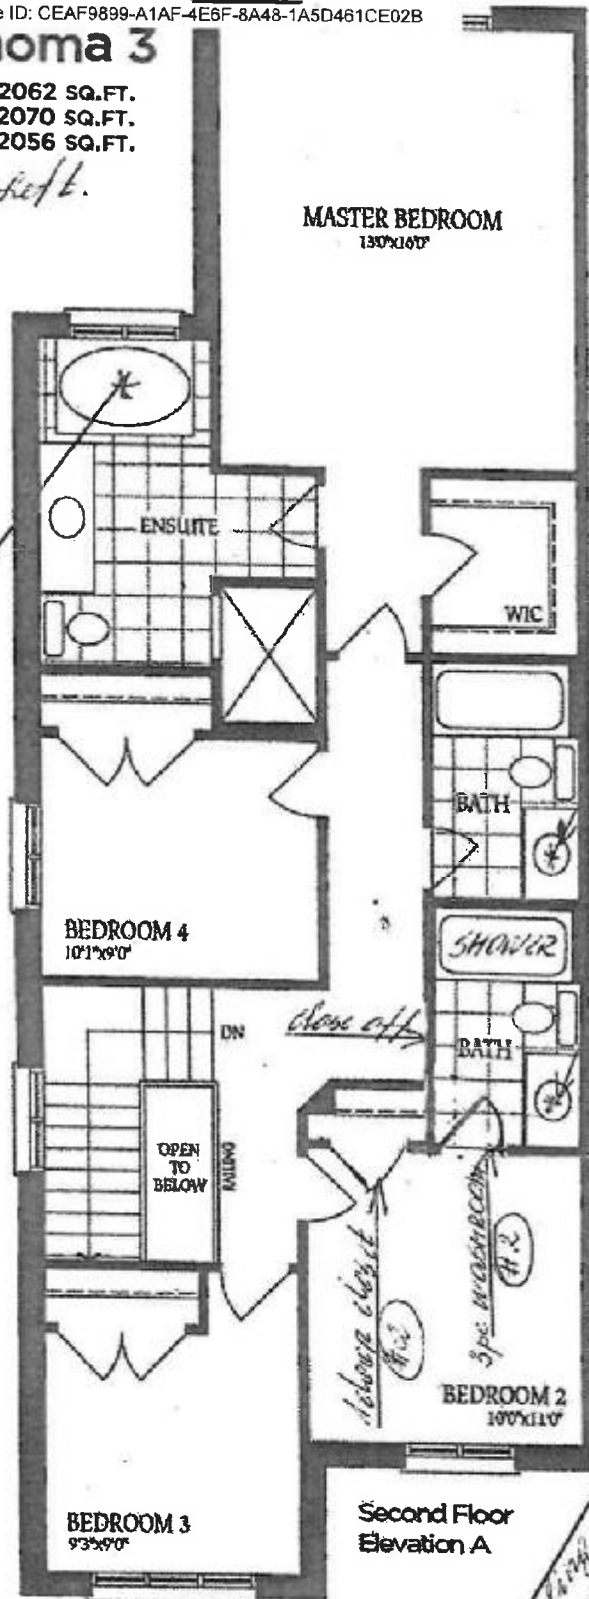 e ID: CEAF9899-A1AF-4E6F-8A48-1A5D461CE02B
noma 3
2062 SQ.FT.
2070 SQ.FT.
2056 SQ.FT.
Left.
MASTER BEDROOM
13'0"x16'0"
ENSUITE
WIC
BATH
BEDROOM 4
10'1"x9'0"
SHOWER
DN
close off
BATH
OPEN
TO
BELOW
RAILING
closet
#2
3pc washroom
#2
BEDROOM 2
10'0"x11'0"
BEDROOM 3
9'3"x9'0"
Second Floor
Elevation A